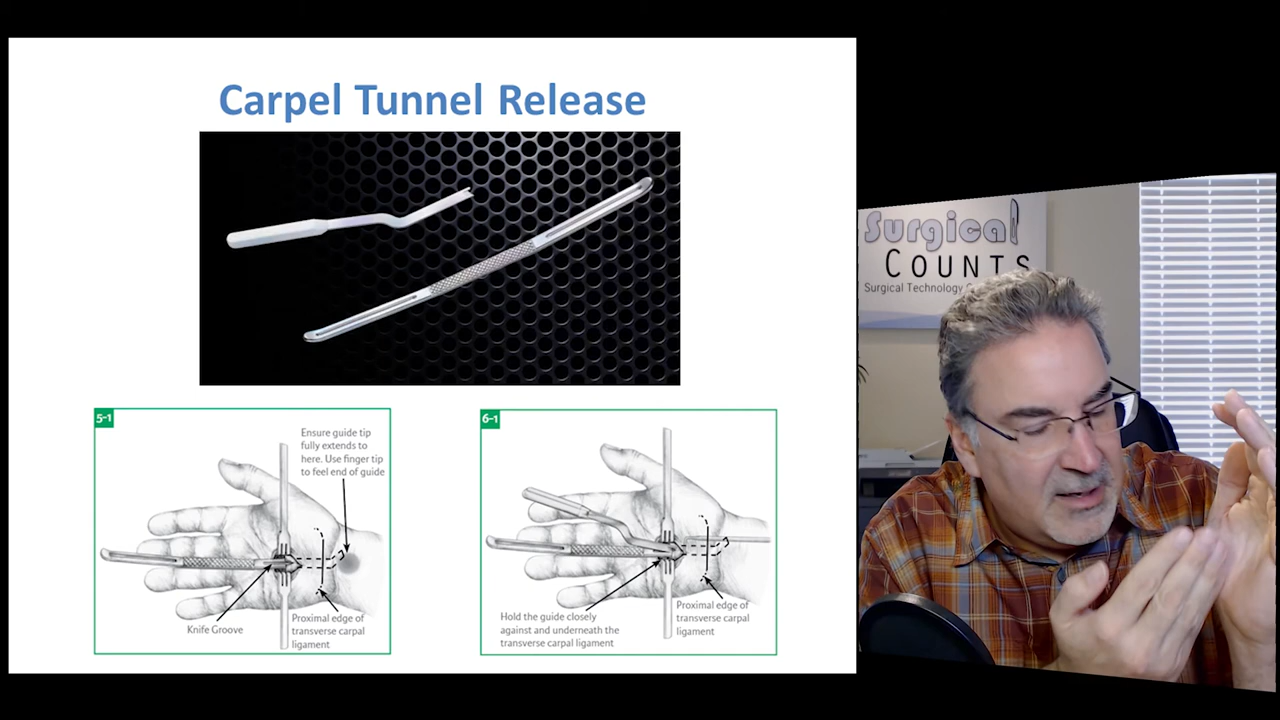 Carpel Tunnel Release
5-1
Ensure guide tip
fully extends to
here. Use finger tip
to feel end of guide
Knife Groove
Proximal edge of
transverse carpal
ligament
6-1
Hold the guide closely
against and underneath the
transverse carpal ligament
Proximal edge of
transverse carpal
ligament
Surgical
COUNTS
Surgical Technology